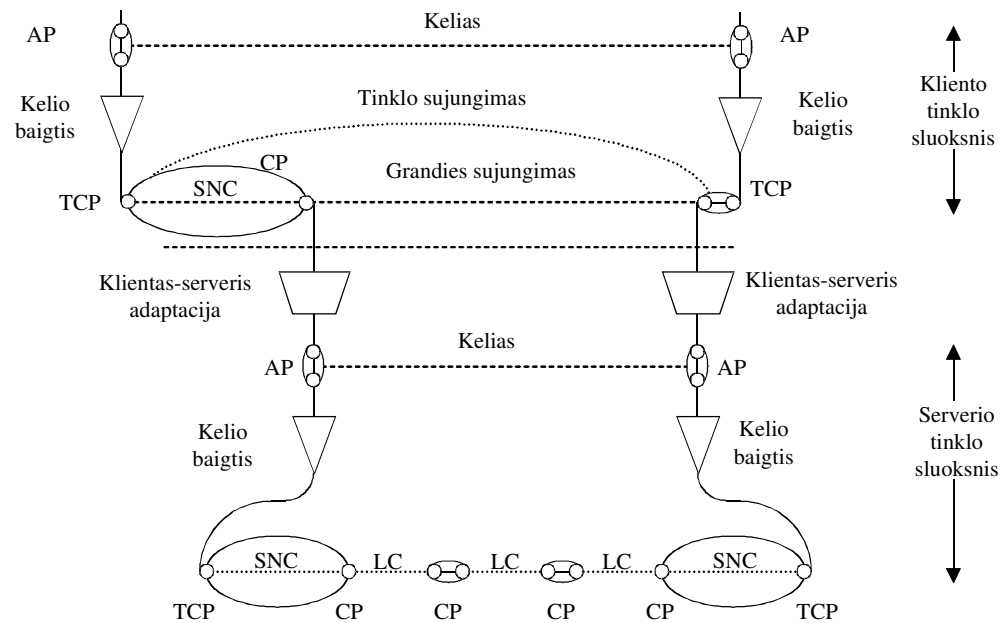 Kelias
AP
AP
Kelio
baigtis
Tinklo sujungimas
Kelio
baigtis
Kliento
tinklo
sluoksnis
CP
TCP
SNC
Grandies sujungimas
TCP
Klientas-serveris
adaptacija
Klientas-serveris
adaptacija
Kelias
AP
AP
Kelio
baigtis
Kelio
baigtis
Serverio
tinklo
sluoksnis
SNC
LC
LC
LC
SNC
TCP
CP
CP
CP
CP
TCP